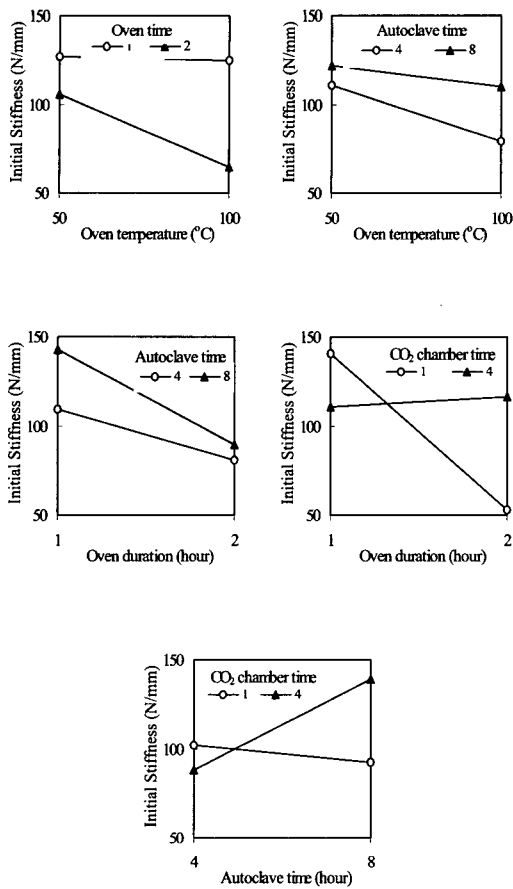 Oven time
1 2
150
100
50
Initial Stiffness (N/mm)
50 100
Oven temperature (°C)
Autoclave time
4 8
150
100
50
Initial Stiffness (N/mm)
50 100
Oven temperature (°C)
Autoclave time
4 8
150
100
50
Initial Stiffness (N/mm)
1 2
Oven duration (hour)
CO₂ chamber time
1 4
150
100
50
Initial Stiffness (N/mm)
1 2
Oven duration (hour)
CO₂ chamber time
1 4
150
100
50
Initial Stiffness (N/mm)
4 8
Autoclave time (hour)